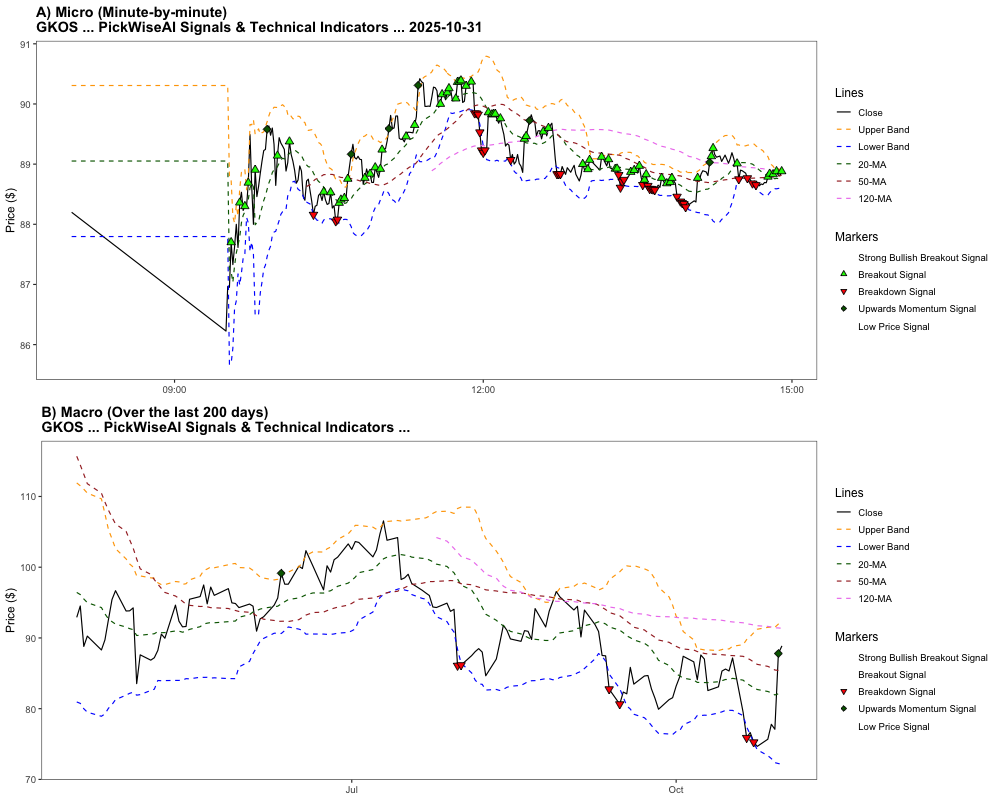 A) Micro (Minute-by-minute)
GKOS ... PickWiseAI Signals & Technical Indicators ... 2025-10-31
Price ($)
91
90
89
88
87
86
09:00
12:00
15:00
Lines
Close
Upper Band
Lower Band
20-MA
50-MA
120-MA
Markers
Strong Bullish Breakout Signal
Breakout Signal
Breakdown Signal
Upwards Momentum Signal
Low Price Signal
B) Macro (Over the last 200 days)
GKOS ... PickWiseAI Signals & Technical Indicators ...
Price ($)
110
100
90
80
70
Jul
Oct
Lines
Close
Upper Band
Lower Band
20-MA
50-MA
120-MA
Markers
Strong Bullish Breakout Signal
Breakout Signal
Breakdown Signal
Upwards Momentum Signal
Low Price Signal